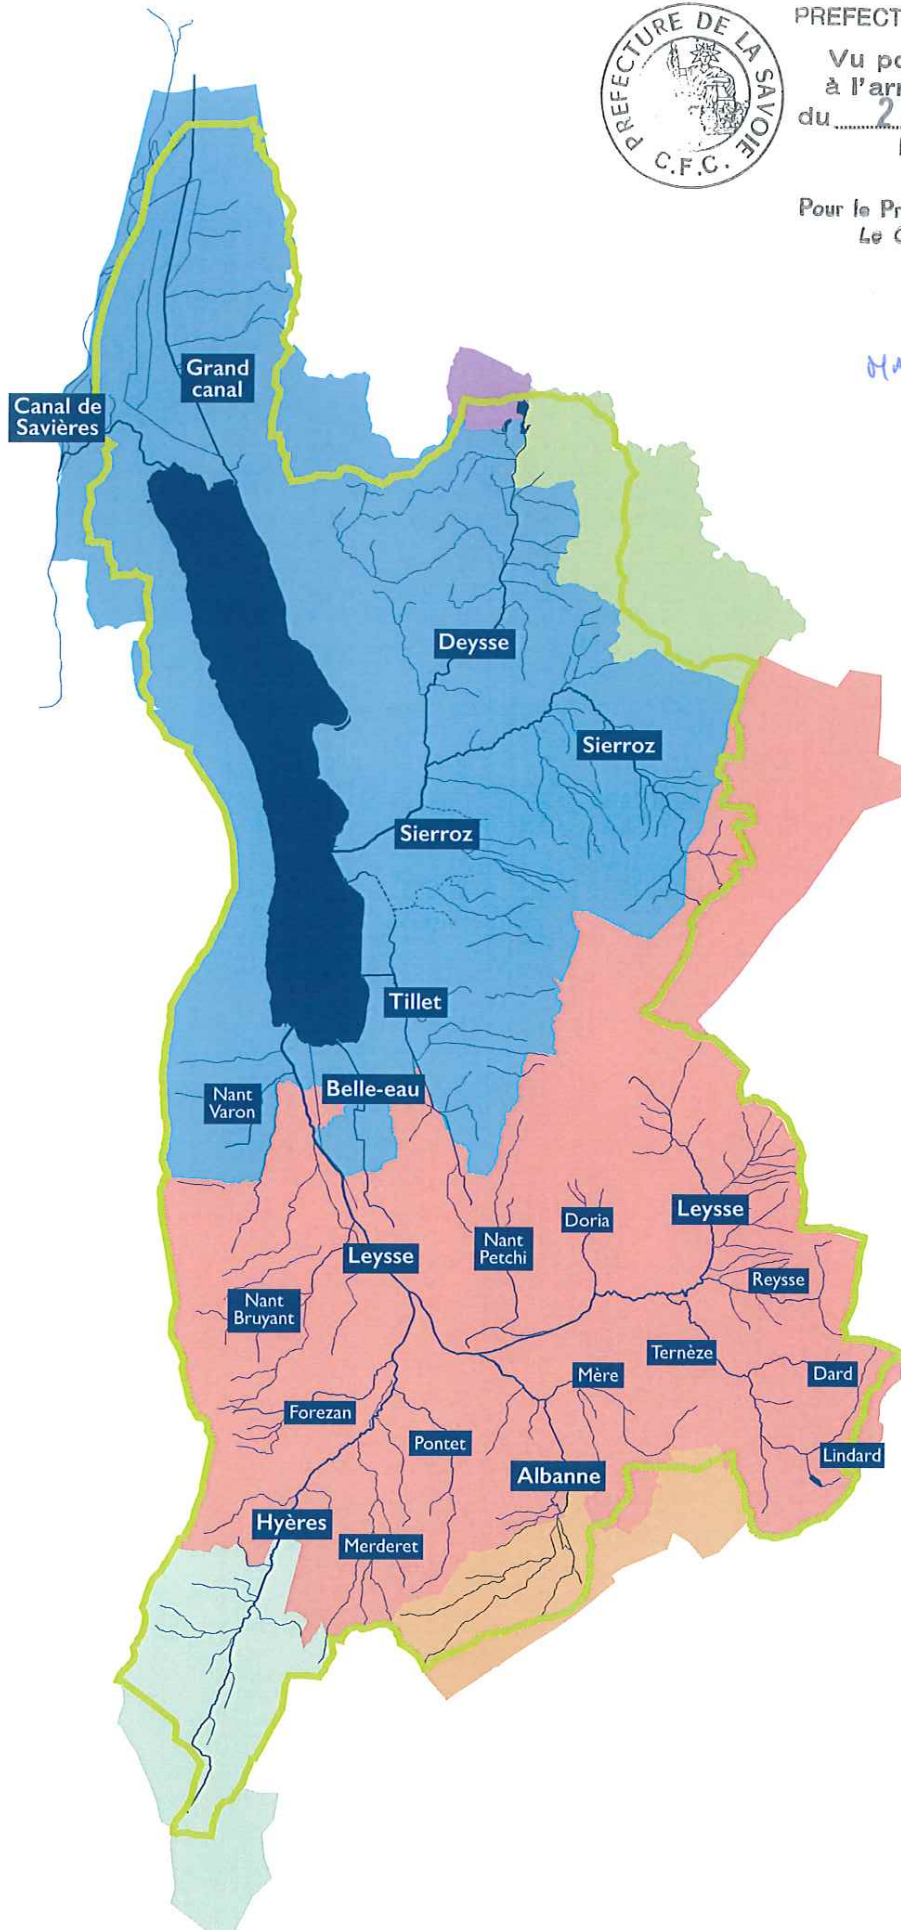 PREFECTURE DE LA SAVOIE
C.F.C.
PREFECT
Vu po
à l'arr
du 2
Pour le Pr
Le
Grand
canal
Canal de
Savières
Deysse
Sierroz
Sierroz
Tillet
Belle-eau
Nant
Varon
Doria
Leysse
Nant
Petchi
Leysse
Reysse
Nant
Bruyant
Ternèze
Mère
Dard
Forezan
Pontet
Lindard
Albanne
Hyères
Merderet